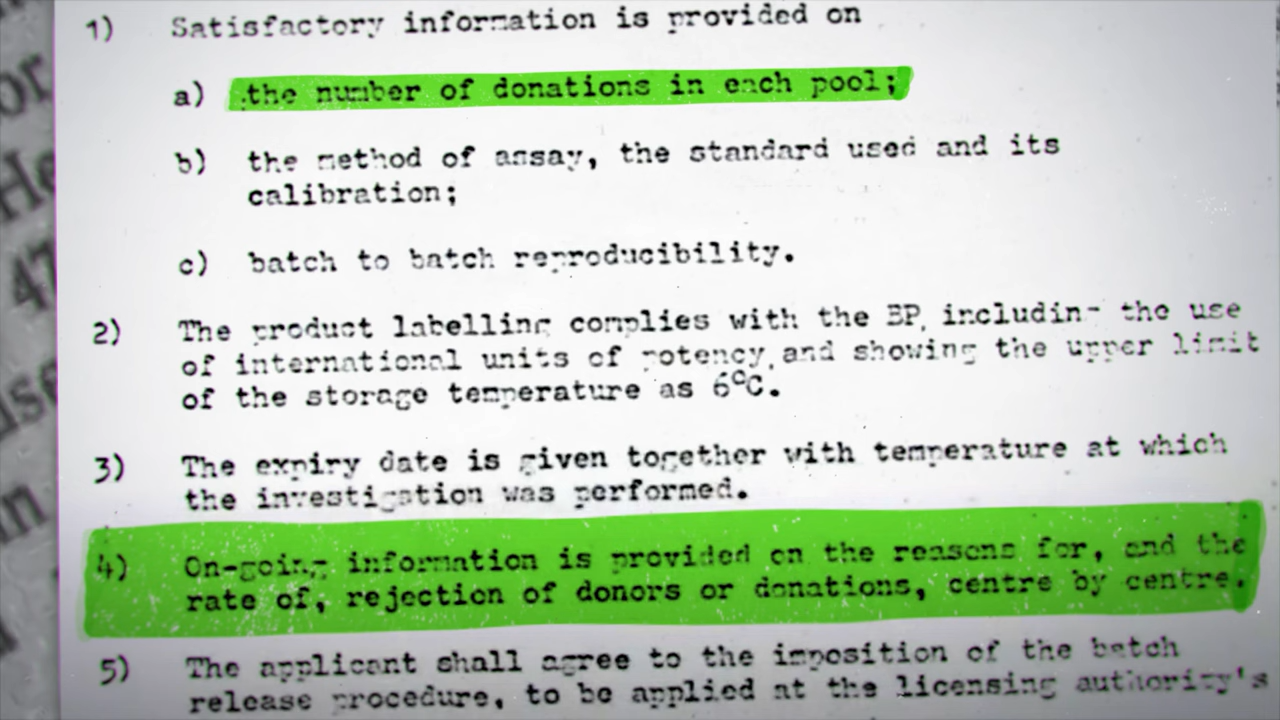 1) Satisfactory information is provided on
a) the number of donations in each pool;
b) the method of assay, the standard used and its
calibration;
c) batch to batch reproducibility.
2) The product labelling complies with the BP, including the use
of international units of potency, and showing the upper limit
of the storage temperature as 6°C.
3) The expiry date is given together with temperature at which
the investigation was performed.
4) On-going information is provided on the reasons for, and the
rate of, rejection of donors or donations, centre by centre.
5) The applicant shall agree to the imposition of the batch
release procedure, to be applied at the licensing authority's